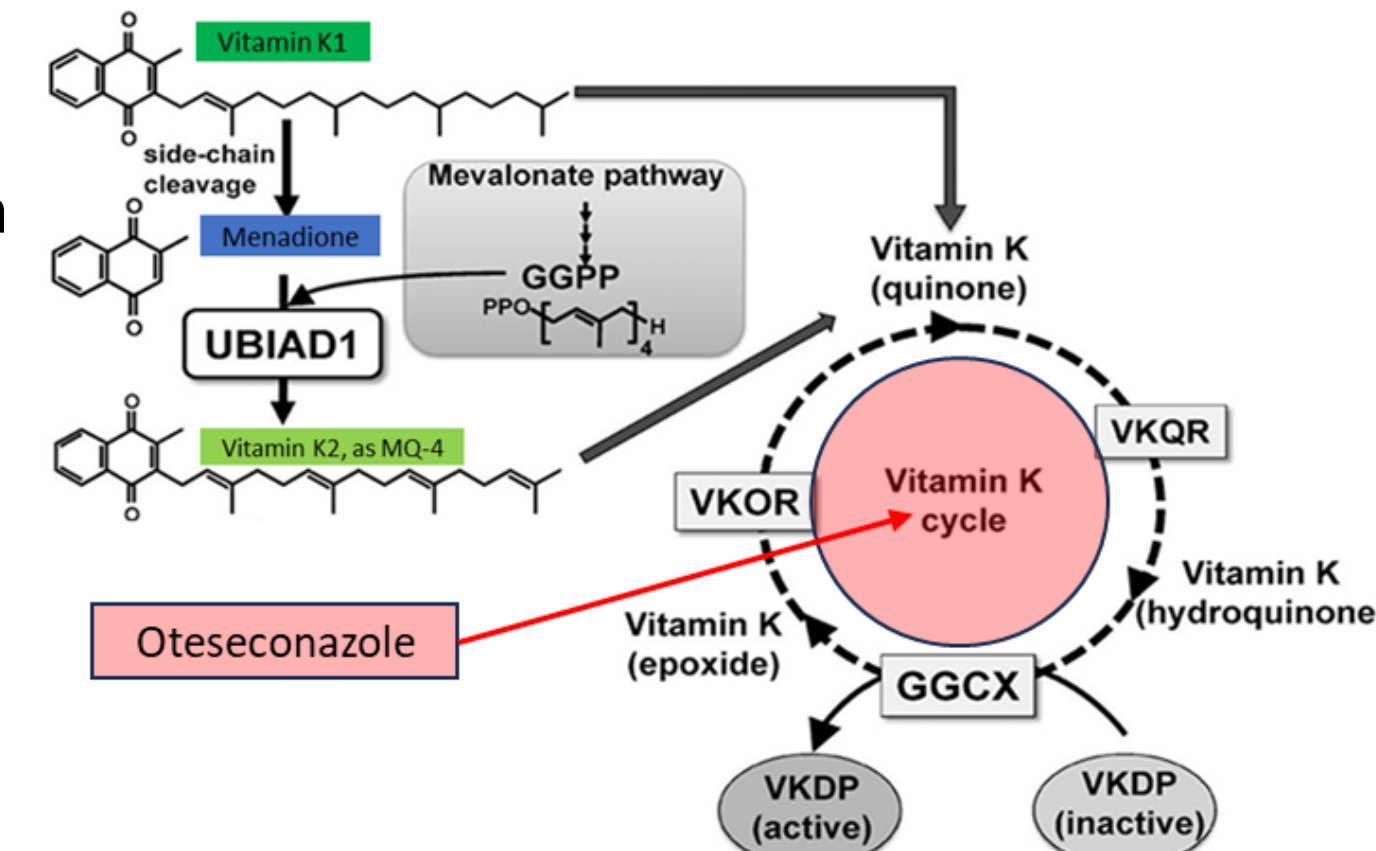 O
Vitamin K1
O
side-chain
cleavage
n
Mevalonate pathway
O
Menadione
O
GGPP
PPO
H
4
UBIAD1
Vitamin K
(quinone)
O
Vitamin K2, as MQ-4
O
VKQR
VKOR
Vitamin K
cycle
Oteseconazole
Vitamin K
(hydroquinone
Vitamin K
(epoxide)
GGCX
VKDP
(active)
VKDP
(inactive)